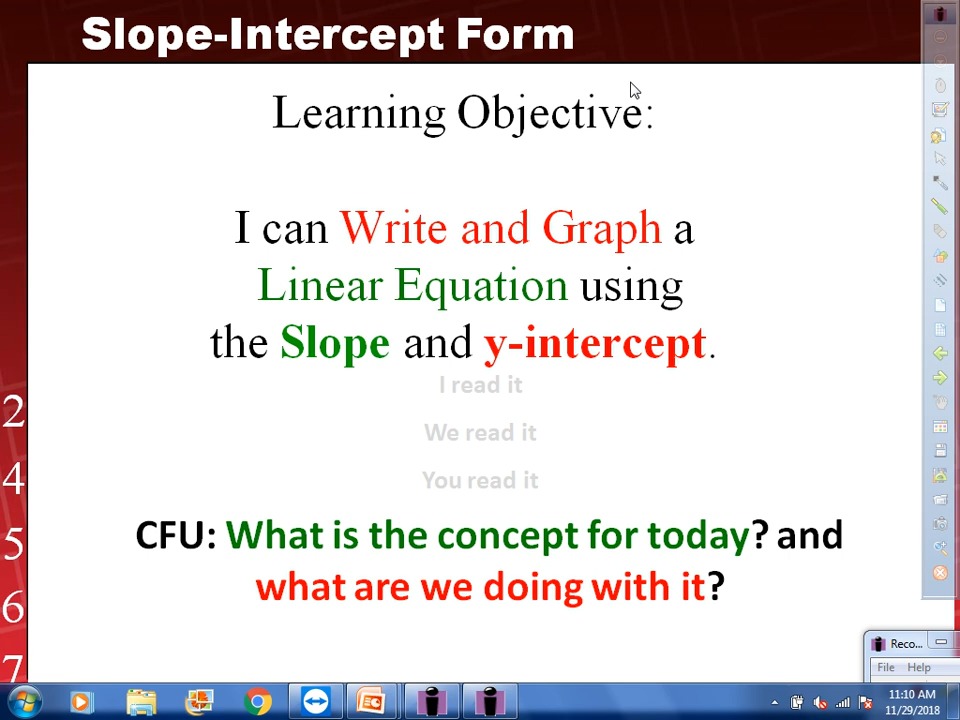 Slope-Intercept Form
Learning Objective:
I can Write and Graph a
Linear Equation using
the Slope and y-intercept.
I read it
We read it
You read it
CFU: What is the concept for today? and
what are we doing with it?
2
4
5
6
7
Reco...
File Help
11:10 AM
11/29/2018